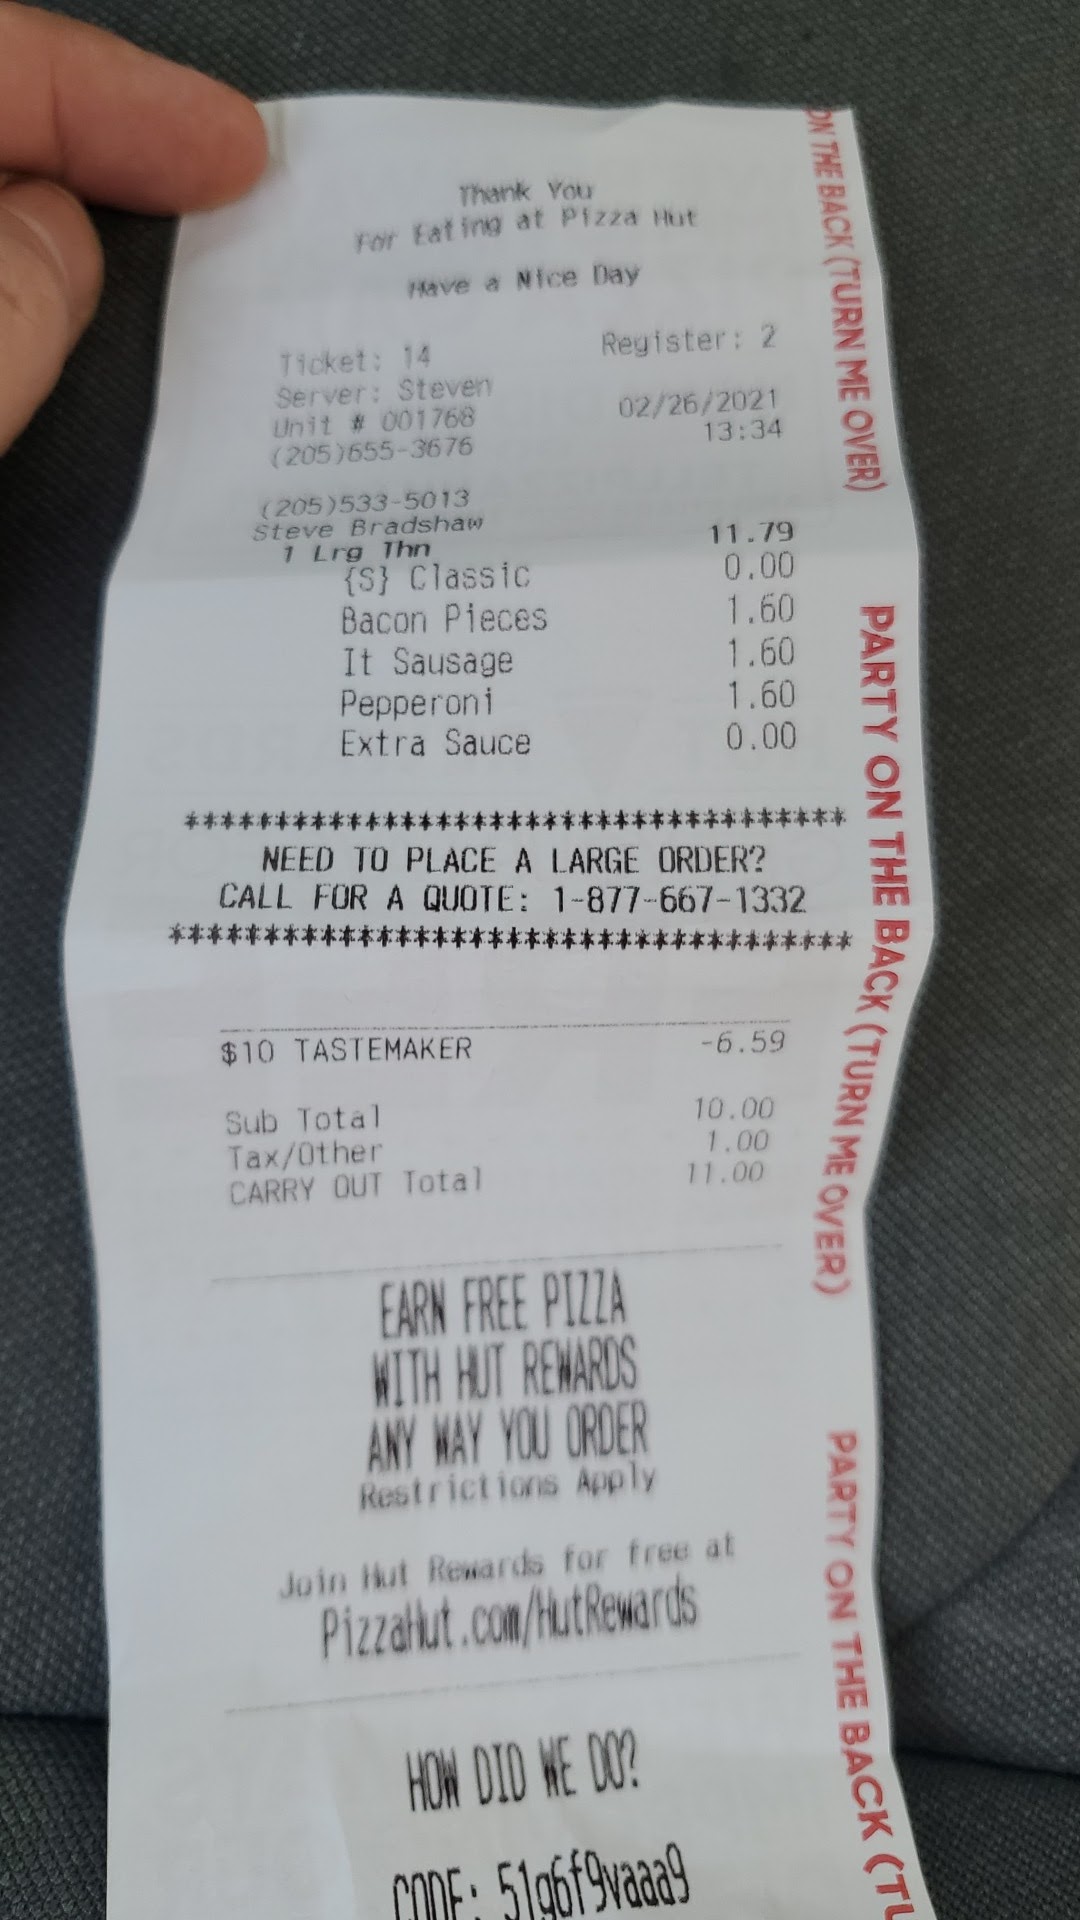 Thank You
For Eating at Pizza Hut
Have a Nice Day
Ticket: 14 Register: 2
Server: Steven
Unit # 001768 02/26/2021
(205)655-3676 13:34
(205)533-5013
Steve Bradshaw
1 Lrg Thn 11.79
{S} Classic 0.00
Bacon Pieces 1.60
It Sausage 1.60
Pepperoni 1.60
Extra Sauce 0.00
****************************************
NEED TO PLACE A LARGE ORDER?
CALL FOR A QUOTE: 1-877-667-1332
****************************************
$10 TASTEMAKER -6.59
Sub Total 10.00
Tax/Other 1.00
CARRY OUT Total 11.00
EARN FREE PIZZA
WITH HUT REWARDS
ANY WAY YOU ORDER
Restrictions Apply
Join Hut Rewards for free at
PizzaHut.com/HutRewards
HOW DID WE DO?
CODE: 51g6f9vaaa9
ON THE BACK (TURN ME OVER)
PARTY ON THE BACK (TURN ME OVER)
PARTY ON THE BACK (TU